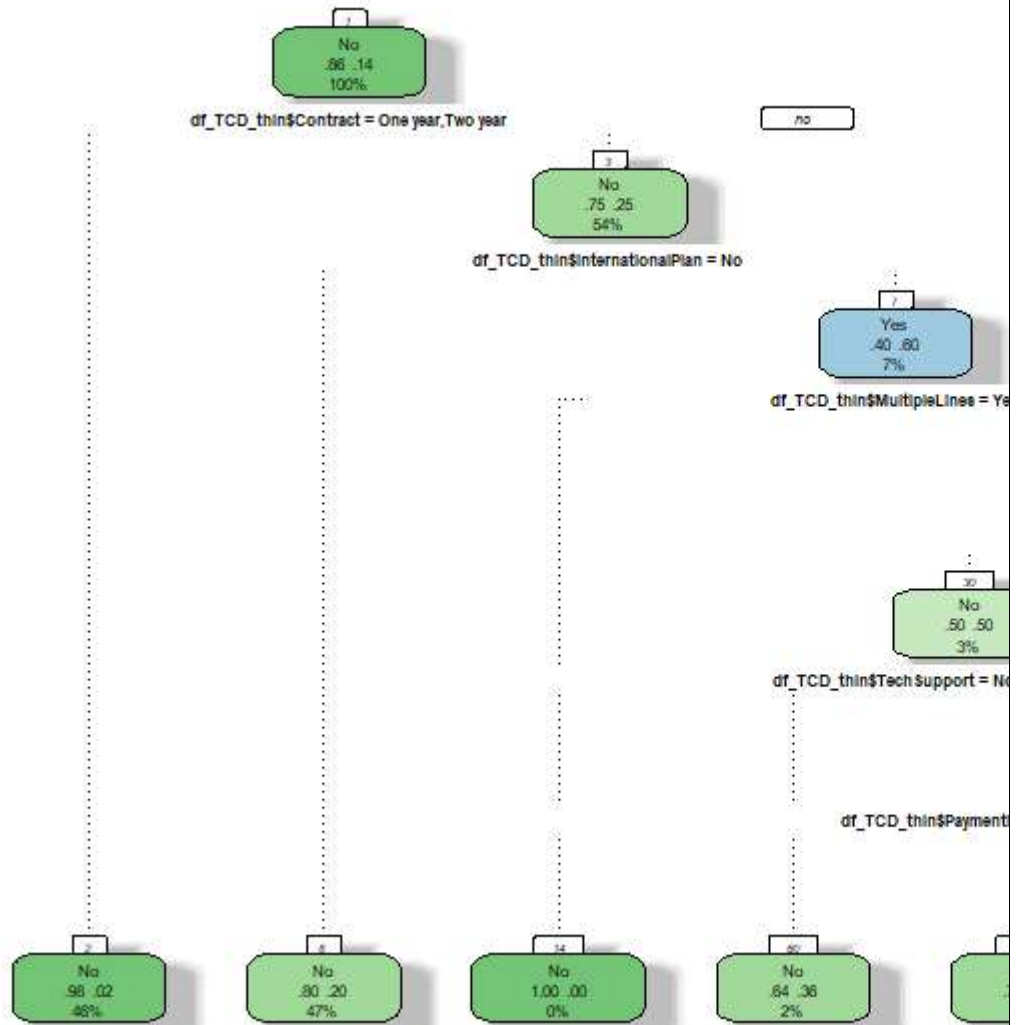 1
No
.86 .14
100%
df_TCD_thin$Contract = One year,Two year
no
3
No
.75 .25
54%
df_TCD_thin$InternationalPlan = No
7
Yes
.40 .60
7%
df_TCD_thin$MultipleLines = Ye
30
No
.50 .50
3%
df_TCD_thin$TechSupport = No
df_TCD_thin$Payment
2
No
.98 .02
46%
6
No
.80 .20
47%
14
No
1.00 .00
0%
60
No
.64 .36
2%